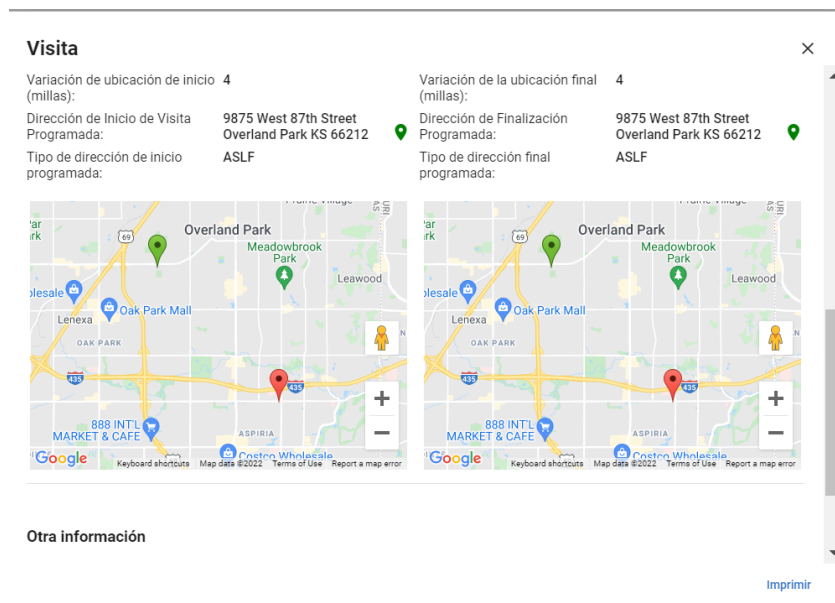 Visita
Variación de ubicación de inicio (millas):
4
Variación de la ubicación final (millas):
4
Dirección de Inicio de Visita Programada:
9875 West 87th Street
Overland Park KS 66212
Dirección de Finalización Programada:
9875 West 87th Street
Overland Park KS 66212
Tipo de dirección de inicio programada:
ASLF
Tipo de dirección final programada:
ASLF
69
Overland Park
Meadowbrook
Park
Leawood
Oak Park Mall
Lenexa
OAK PARK
435
435
888 INT'L
MARKET & CAFE
ASPIRIA
Costco Wholesale
Google
Keyboard shortcuts
Map data ©2022
Terms of Use
Report a map error
69
Overland Park
Meadowbrook
Park
Leawood
Oak Park Mall
Lenexa
OAK PARK
435
435
888 INT'L
MARKET & CAFE
ASPIRIA
Costco Wholesale
Google
Keyboard shortcuts
Map data ©2022
Terms of Use
Report a map error
Otra información
Imprimir